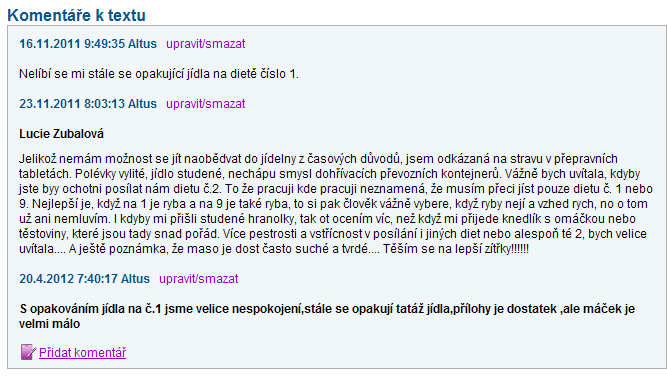 Komentáře k textu
16.11.2011 9:49:35 Altus upravit/smazat
Nelíbí se mi stále se opakující jídla na dietě číslo 1.
23.11.2011 8:03:13 Altus upravit/smazat
Lucie Zubalová
Jelikož nemám možnost se jít naobědvat do jídelny z časových důvodů, jsem odkázaná na stravu v přepravních
tabletách. Polévky vylité, jídlo studené, nechápu smysl dohřívacích převozních kontejnerů. Vážně bych uvítala, kdyby
jste byy ochotni posílat nám dietu č.2. To že pracuji kde pracuji neznamená, že musím přeci jíst pouze dietu č. 1 nebo
9. Nejlepší je, když na 1 je ryba a na 9 je také ryba, to si pak člověk vážně vybere, když ryby nejí a vzhed rych, no o tom
už ani nemluvím. I kdyby mi přišli studené hranolky, tak ot ocením víc, než když mi přijede knedlík s omáčkou nebo
těstoviny, které jsou tady snad pořád. Více pestrosti a vstřícnost v posílání i jiných diet nebo alespoň té 2, bych velice
uvítala.... A ještě poznámka, že maso je dost často suché a tvrdé.... Těším se na lepší zítřky!!!!!!
20.4.2012 7:40:17 Altus upravit/smazat
S opakováním jídla na č.1 jsme velice nespokojení,stále se opakují tatáž jídla,přílohy je dostatek ,ale máček je
velmi málo
Přidat komentář